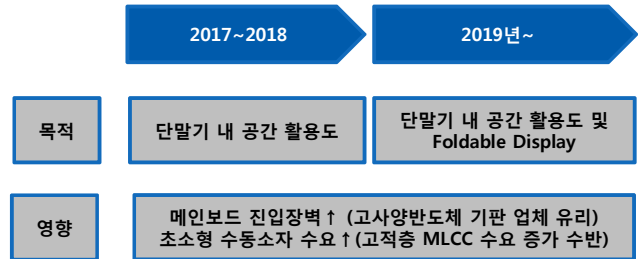 2017~2018
2019년~
목적
단말기 내 공간 활용도
단말기 내 공간 활용도 및
Foldable Display
영향
메인보드 진입장벽↑ (고사양반도체 기판 업체 유리)
초소형 수동소자 수요↑(고적층 MLCC 수요 증가 수반)